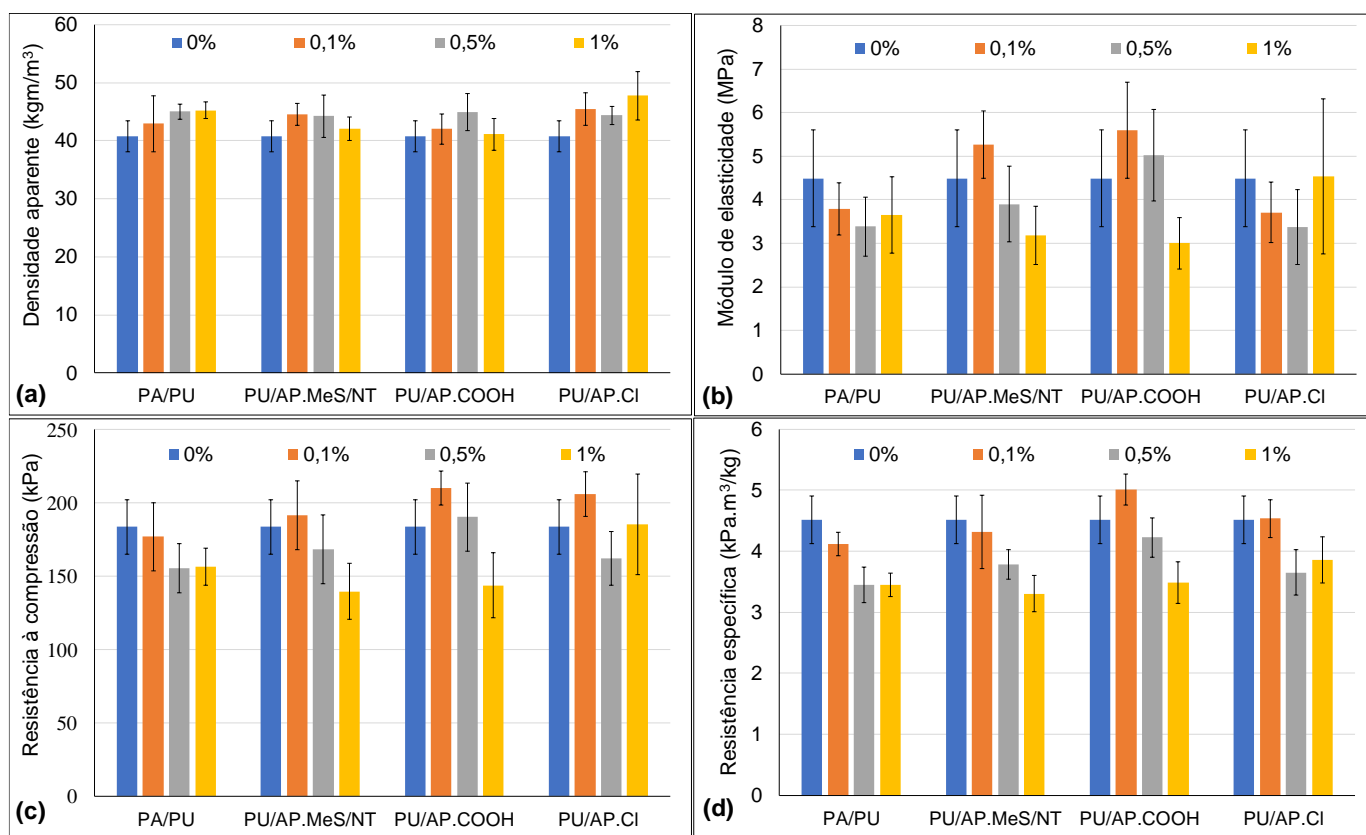 Densidade aparente (kgm/m³)
60
50
40
30
20
10
0
0% 0,1% 0,5% 1%
PA/PU PU/AP.MeS/NT PU/AP.COOH PU/AP.Cl
(a)
Módulo de elasticidade (MPa)
8
7
6
5
4
3
2
1
0
0% 0,1% 0,5% 1%
PA/PU PU/AP.MeS/NT PU/AP.COOH PU/AP.Cl
(b)
Resistência à compressão (kPa)
250
200
150
100
50
00
0% 0,1% 0,5% 1%
PA/PU PU/AP.MeS/NT PU/AP.COOH PU/AP.Cl
(c)
Resistência específica (kPa.m³/kg)
6
5
4
3
2
1
0
0% 0,1% 0,5% 1%
PA/PU PU/AP.MeS/NT PU/AP.COOH PU/AP.Cl
(d)